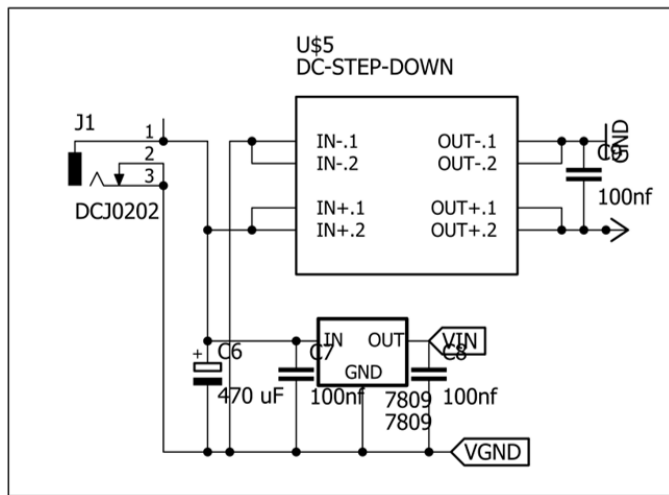 U$5
DC-STEP-DOWN
J1
1
2
3
DCJ0202
IN-.1
IN-.2
IN+.1
IN+.2
OUT-.1
OUT-.2
OUT+.1
OUT+.2
GND
C9
100nf
+
C6
470 uF
C7
100nf
IN
OUT
GND
7809
7809
VIN
C8
100nf
VGND